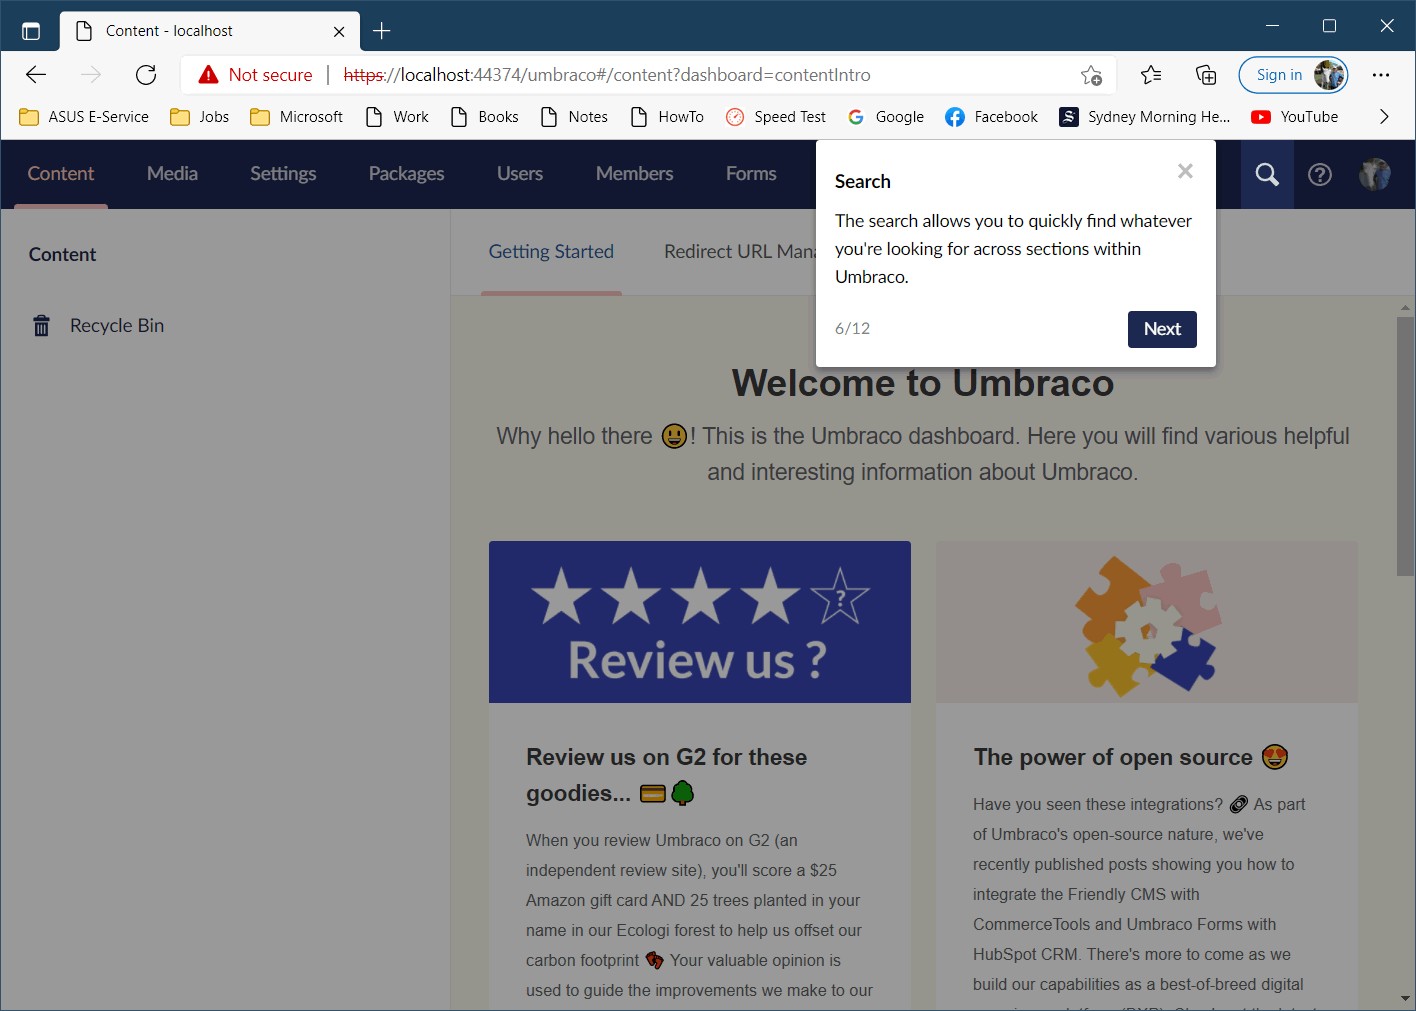 Content - localhost
Not secure | https://localhost:44374/umbraco#/content?dashboard=contentIntro
Sign in
ASUS E-Service Jobs Microsoft Work Books Notes HowTo Speed Test Google Facebook Sydney Morning He... YouTube
Content Media Settings Packages Users Members Forms
Search
The search allows you to quickly find whatever
you're looking for across sections within
Umbraco.
6/12 Next
Content
Recycle Bin
Getting Started Redirect URL Mana
Welcome to Umbraco
Why hello there 😃! This is the Umbraco dashboard. Here you will find various helpful
and interesting information about Umbraco.
?
Review us ?
Review us on G2 for these
goodies... 💳🌳
When you review Umbraco on G2 (an
independent review site), you'll score a $25
Amazon gift card AND 25 trees planted in your
name in our Ecologi forest to help us offset our
carbon footprint 👣 Your valuable opinion is
used to guide the improvements we make to our
The power of open source 😍
Have you seen these integrations? 🔗 As part
of Umbraco's open-source nature, we've
recently published posts showing you how to
integrate the Friendly CMS with
CommerceTools and Umbraco Forms with
HubSpot CRM. There's more to come as we
build our capabilities as a best-of-breed digital